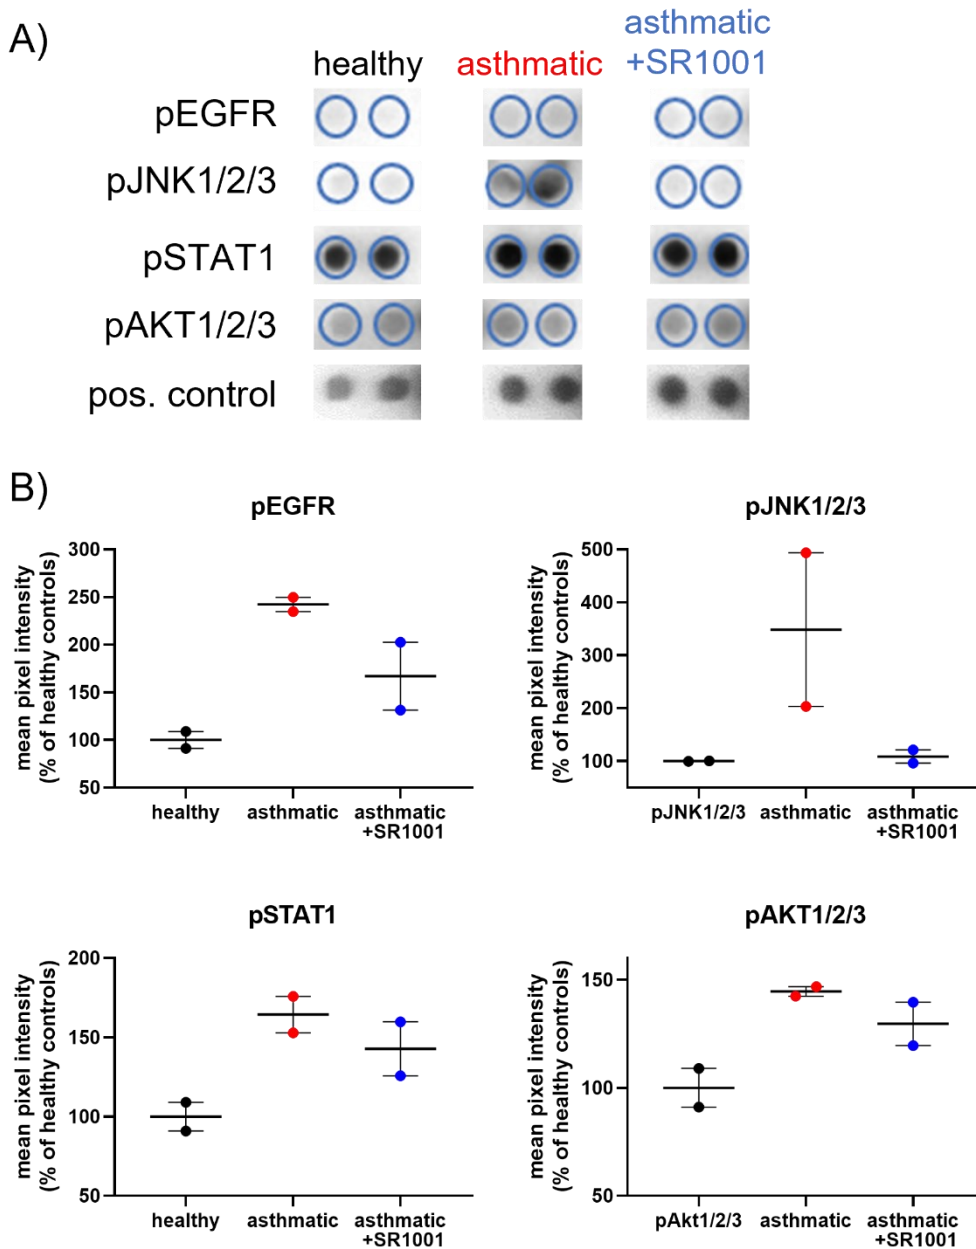 A)
healthy
asthmatic
asthmatic
+SR1001
pEGFR
pJNK1/2/3
pSTAT1
pAKT1/2/3
pos. control
B)
pEGFR
mean pixel intensity
(% of healthy controls)
300
250
200
150
100
50
healthy
asthmatic
asthmatic
+SR1001
pJNK1/2/3
mean pixel intensity
(% of healthy controls)
500
400
300
200
100
pJNK1/2/3
asthmatic
asthmatic
+SR1001
pSTAT1
mean pixel intensity
(% of healthy controls)
200
150
100
50
healthy
asthmatic
asthmatic
+SR1001
pAKT1/2/3
mean pixel intensity
(% of healthy controls)
150
100
50
pAkt1/2/3
asthmatic
asthmatic
+SR1001